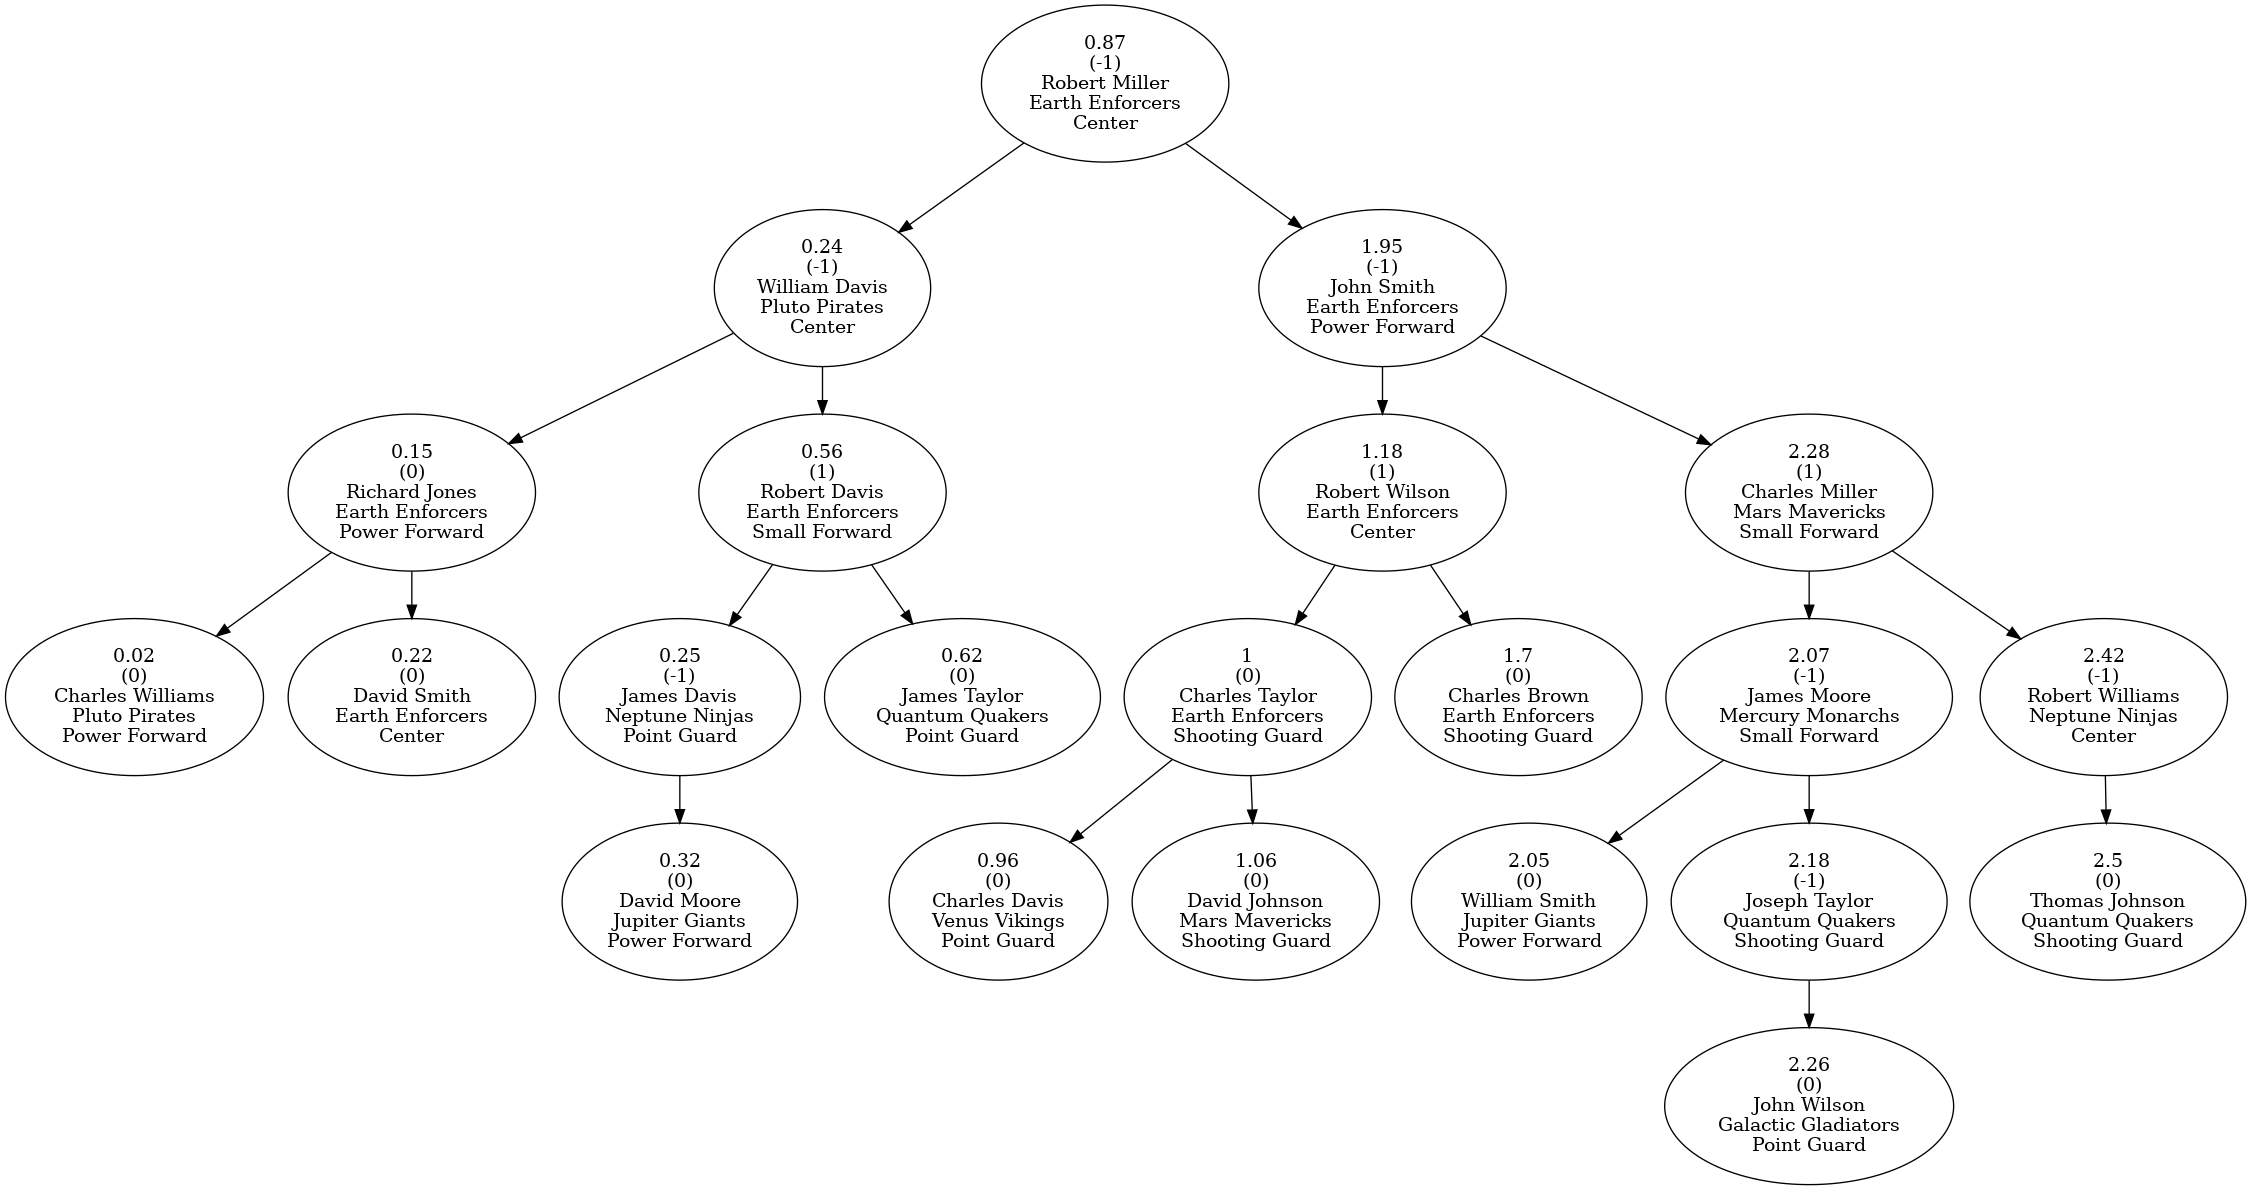 0.87
(-1)
Robert Miller
Earth Enforcers
Center
0.24
(-1)
William Davis
Pluto Pirates
Center
1.95
(-1)
John Smith
Earth Enforcers
Power Forward
0.15
(0)
Richard Jones
Earth Enforcers
Power Forward
0.56
(1)
Robert Davis
Earth Enforcers
Small Forward
1.18
(1)
Robert Wilson
Earth Enforcers
Center
2.28
(1)
Charles Miller
Mars Mavericks
Small Forward
0.02
(0)
Charles Williams
Pluto Pirates
Power Forward
0.22
(0)
David Smith
Earth Enforcers
Center
0.25
(-1)
James Davis
Neptune Ninjas
Point Guard
0.62
(0)
James Taylor
Quantum Quakers
Point Guard
1
(0)
Charles Taylor
Earth Enforcers
Shooting Guard
1.7
(0)
Charles Brown
Earth Enforcers
Shooting Guard
2.07
(-1)
James Moore
Mercury Monarchs
Small Forward
2.42
(-1)
Robert Williams
Neptune Ninjas
Center
0.32
(0)
David Moore
Jupiter Giants
Power Forward
0.96
(0)
Charles Davis
Venus Vikings
Point Guard
1.06
(0)
David Johnson
Mars Mavericks
Shooting Guard
2.05
(0)
William Smith
Jupiter Giants
Power Forward
2.18
(-1)
Joseph Taylor
Quantum Quakers
Shooting Guard
2.5
(0)
Thomas Johnson
Quantum Quakers
Shooting Guard
2.26
(0)
John Wilson
Galactic Gladiators
Point Guard